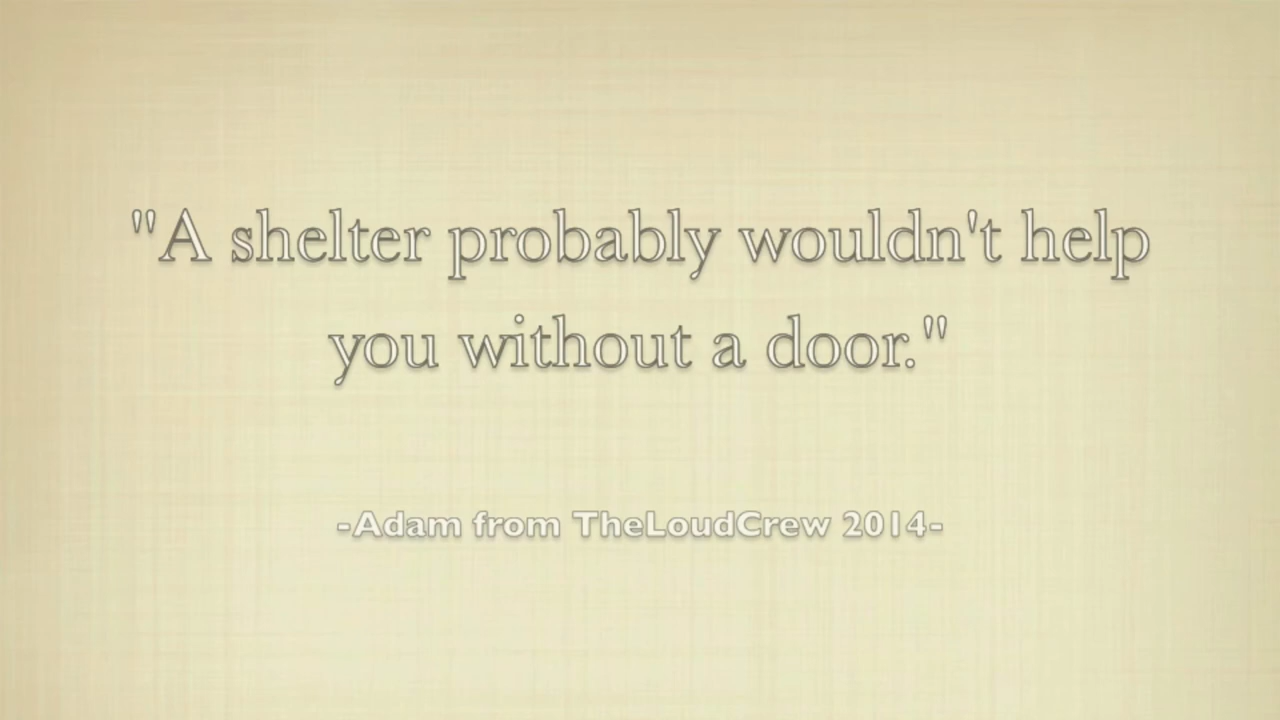 "A shelter probably wouldn't help
you without a door."
-Adam from TheLoudCrew 2014-